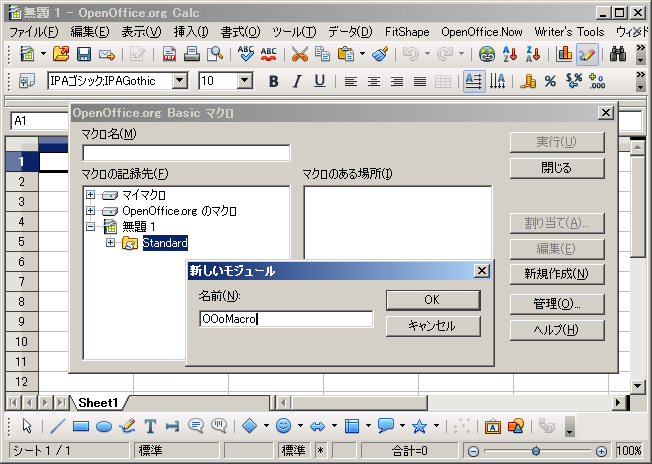 無題 1 - OpenOffice.org Calc
ファイル(F) 編集(E) 表示(V) 挿入(I) 書式(O) ツール(T) データ(D) FitShape OpenOffice.Now Writer's Tools ウィンド
ABC ABC
IPAゴシック;IPAGothic 10 B I U
A1
OpenOffice.org Basic マクロ
マクロ名(M)
実行(U)
閉じる
マクロの記録先(F) マクロのある場所(I)
マイマクロ
OpenOffice.org のマクロ
無題 1
Standard
割り当て(A)...
編集(E)
新規作成(N)
管理(O)...
ヘルプ(H)
新しいモジュール
名前(N):
OOoMacro
OK
キャンセル
1
2
3
4
5
6
7
8
9
10
11
12
Sheet1
シート 1 / 1 標準 標準 * 合計=0 100%